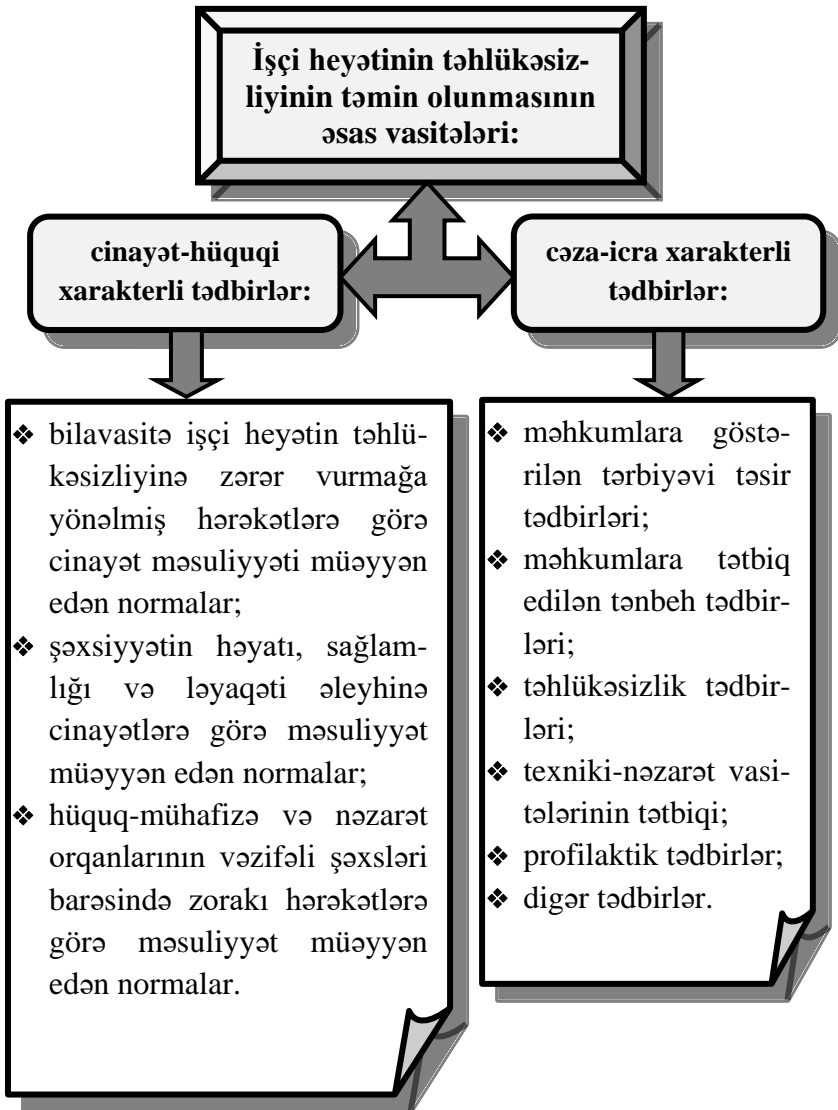 İşçi heyətinin təhlükəsiz-
liyinin təmin olunmasının
əsas vasitələri:
cinayət-hüquqi
xarakterli tədbirlər:
cəza-icra xarakterli
tədbirlər:
❖ bilavasitə işçi heyətin təhlü-
kəsizliyinə zərər vurmağa
yönəlmiş hərəkətlərə görə
cinayət məsuliyyəti müəyyən
edən normalar;
❖ şəxsiyyətin həyatı, sağlam-
lığı və ləyaqəti əleyhinə
cinayətlərə görə məsuliyyət
müəyyən edən normalar;
❖ hüquq-mühafizə və nəzarət
orqanlarının vəzifəli şəxsləri
barəsində zorakı hərəkətlərə
görə məsuliyyət müəyyən
edən normalar.
❖ məhkumlara göstə-
rilən tərbiyəvi təsir
tədbirləri;
❖ məhkumlara tətbiq
edilən tənbeh tədbir-
ləri;
❖ təhlükəsizlik tədbir-
ləri;
❖ texniki-nəzarət vasi-
tələrinin tətbiqi;
❖ profilaktik tədbirlər;
❖ digər tədbirlər.